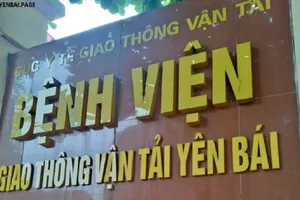 YENBAI.PAGE
CỤC Y TẾ GIAO THÔNG VẬN TẢI
BỆNH VIỆN
GIAO THÔNG VẬN TẢI YÊN BÁI